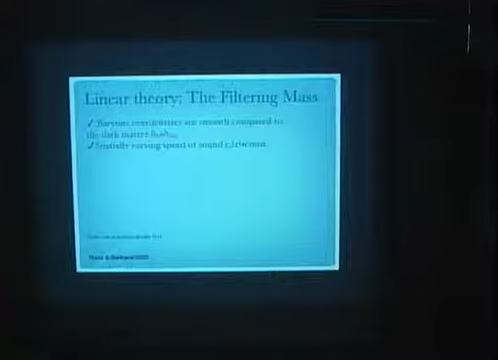 Linear theory: The Filtering Mass
✓ Baryons overdensities are smooth compared to
the dark matter
✓Spatially varying speed of sound
Naoz & Barkana 2005